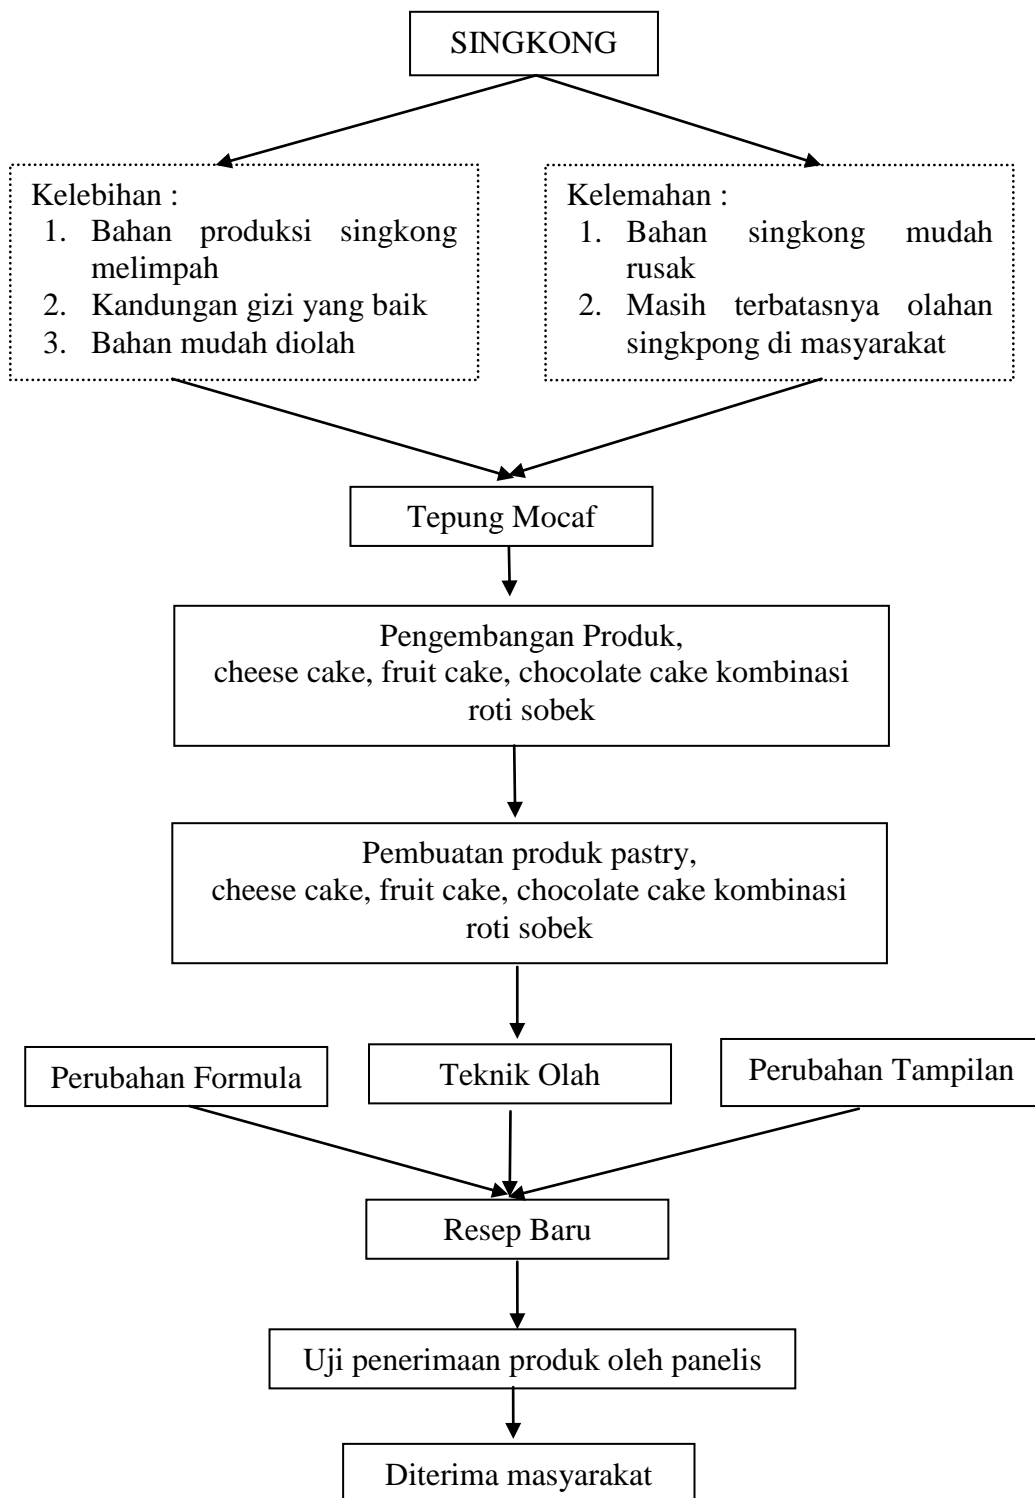 SINGKONG
Kelebihan :
1. Bahan produksi singkong
melimpah
2. Kandungan gizi yang baik
3. Bahan mudah diolah
Kelemahan :
1. Bahan singkong mudah
rusak
2. Masih terbatasnya olahan
singkpong di masyarakat
Tepung Mocaf
Pengembangan Produk,
cheese cake, fruit cake, chocolate cake kombinasi
roti sobek
Pembuatan produk pastry,
cheese cake, fruit cake, chocolate cake kombinasi
roti sobek
Perubahan Formula
Teknik Olah
Perubahan Tampilan
Resep Baru
Uji penerimaan produk oleh panelis
Diterima masyarakat